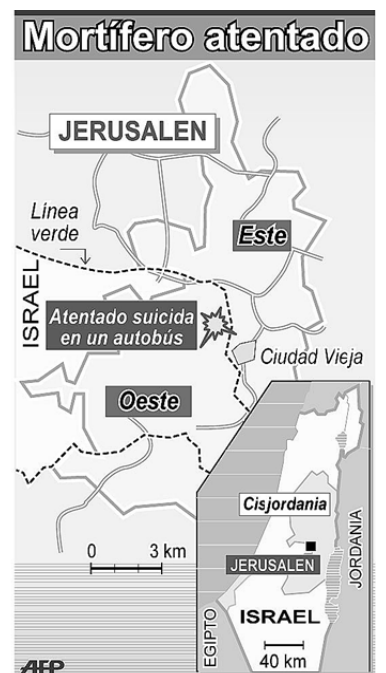 Mortífero atentado
JERUSALEN
Línea
verde
Este
ISRAEL
Atentado suicida
en un autobús
Ciudad Vieja
Oeste
Cisjordania
0 3 km
JERUSALEN
JORDANIA
EGIPTO
ISRAEL
40 km
AFP